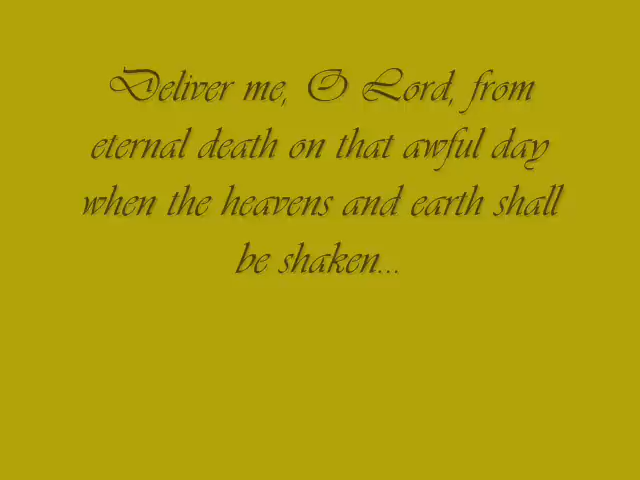 Deliver me, O Lord, from
eternal death on that awful day
when the heavens and earth shall
be shaken...